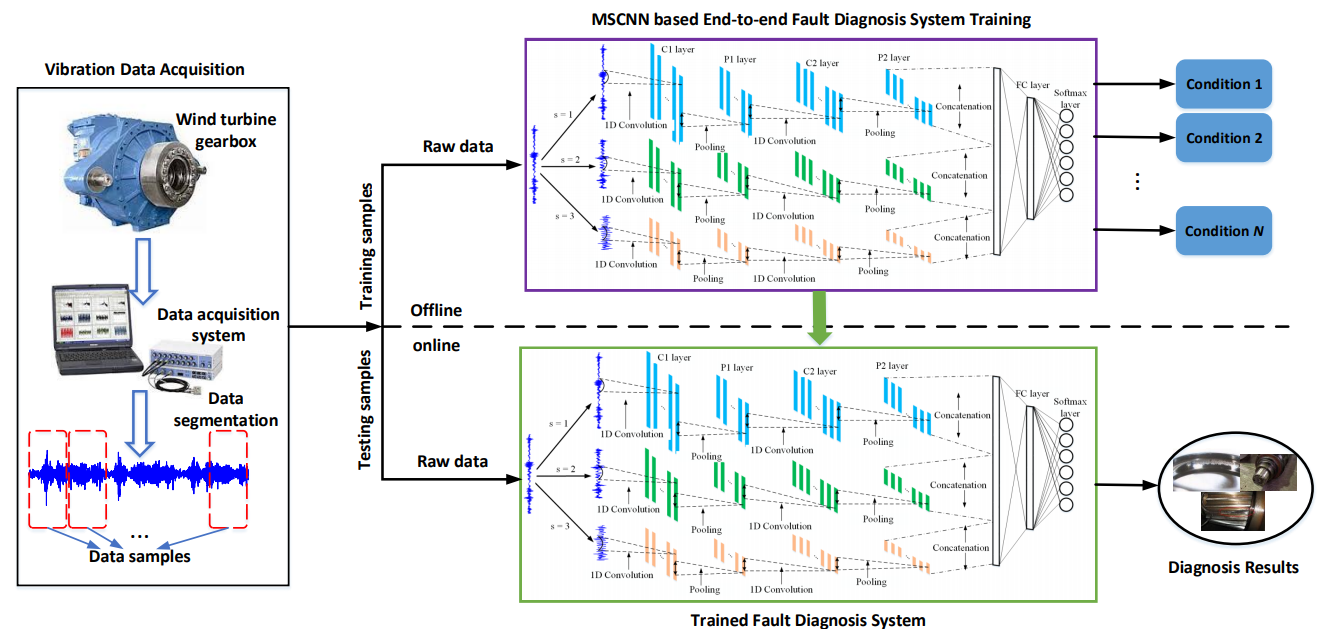 MSCNN based End-to-end Fault Diagnosis System Training
Vibration Data Acquisition
Wind turbine
gearbox
Data acquisition
system
Data
segmentation
...
Data samples
Training samples
Testing samples
Raw data
Raw data
Offline
online
C1 layer
P1 layer
C2 layer
P2 layer
FC layer
Softmax
layer
s = 1
s = 2
s = 3
1D Convolution
Pooling
1D Convolution
Pooling
Concatenation
1D Convolution
Pooling
1D Convolution
Pooling
Concatenation
1D Convolution
Pooling
1D Convolution
Pooling
Concatenation
Condition 1
Condition 2
...
Condition N
C1 layer
P1 layer
C2 layer
P2 layer
FC layer
Softmax
layer
s = 1
s = 2
s = 3
1D Convolution
Pooling
1D Convolution
Pooling
Concatenation
1D Convolution
Pooling
1D Convolution
Pooling
Concatenation
1D Convolution
Pooling
1D Convolution
Pooling
Concatenation
Diagnosis Results
Trained Fault Diagnosis System